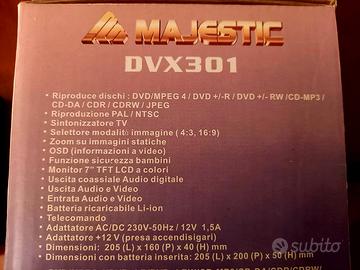 MAJESTIC
DVX301
• Riproduce dischi : DVD/MPEG 4 / DVD +/-R / DVD +/- RW /CD-MP3 /
CD-DA / CDR / CDRW / JPEG
• Riproduzione PAL / NTSC
• Sintonizzatore TV
• Selettore modalità immagine ( 4:3, 16:9)
• Zoom su immagini statiche
• OSD (informazioni a video)
• Funzione sicurezza bambini
• Monitor 7" TFT LCD a colori
• Uscita coassiale Audio digitale
• Uscita Audio e Video
• Entrata Audio e Video
• Batteria ricaricabile Li-ion
• Telecomando
• Adattatore AC/DC 230V-50Hz / 12V 1,5A
• Adattatore +12 V (presa accendisigari)
• Dimensioni: 205 (L) x 160 (P) x 40 (H) mm
• Dimensioni con batteria inserita: 205 (L) x 200 (P) x 50 (H) mm
subito